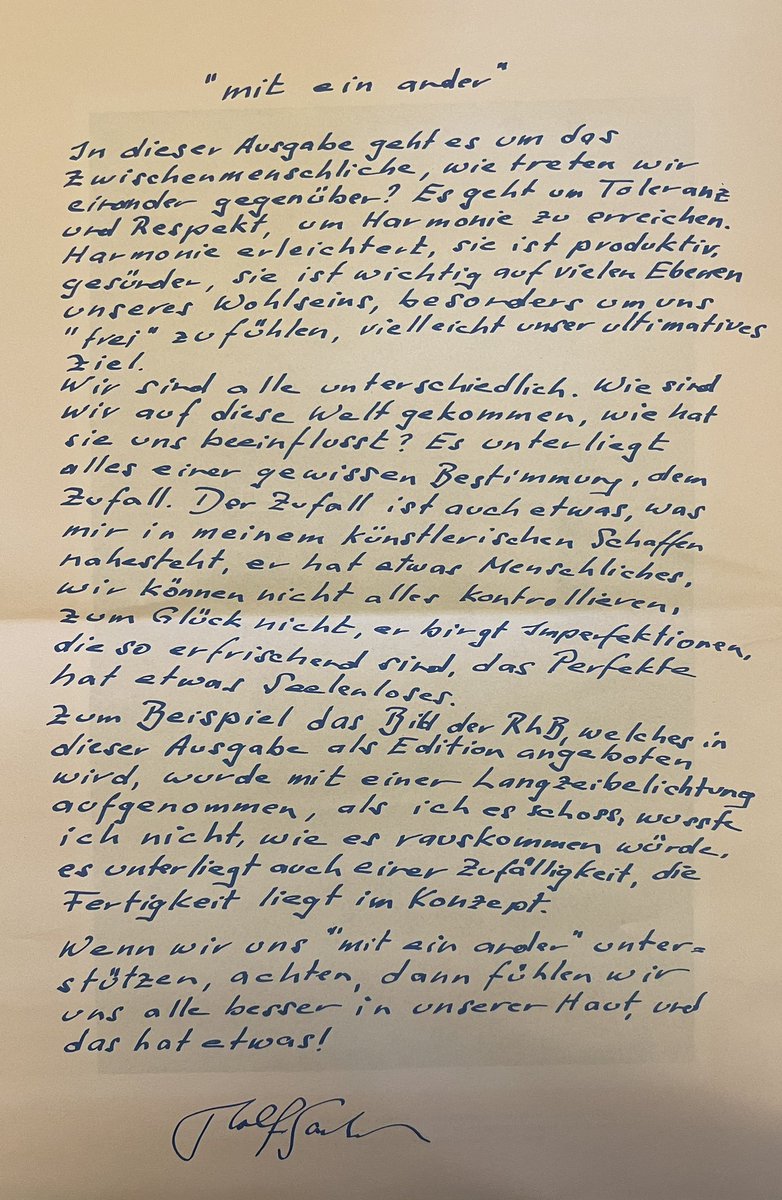 "mit ein ander"
In dieser Ausgabe geht es um das
Zwischenmenschliche, wie treten wir
einander gegenüber? Es geht um Toleranz
und Respekt, um Harmonie zu erreichen.
Harmonie erleichtert, sie ist produktiv,
gesünder, sie ist wichtig auf vielen Ebenen
unseres Wohlseins, besonders um uns
"frei" zu fühlen, vielleicht unser ultimatives
Ziel.
Wir sind alle unterschiedlich. Wie sind
wir auf diese Welt gekommen, wie hat
sie uns beeinflusst? Es unterliegt
alles einer gewissen Bestimmung, dem
Zufall. Der Zufall ist auch etwas, was
mir in meinem künstlerischen Schaffen
nahesteht, er hat etwas Menschliches,
wir können nicht alles kontrollieren,
zum Glück nicht, er birgt Imperfektionen,
die so erfrischend sind, das Perfekte
hat etwas Seelenloses.
Zum Beispiel das Bild der RhB, welches in
dieser Ausgabe als Edition angeboten
wird, wurde mit einer Langzeibelichtung
aufgenommen, als ich es schoss, wusste
ich nicht, wie es rauskommen würde,
es unterliegt auch einer Zufälligkeit, die
Fertigkeit liegt im Konzept.
Wenn wir uns "mit ein ander" unter=
stützen, achten, dann fühlen wir
uns alle besser in unserer Haut, und
das hat etwas!